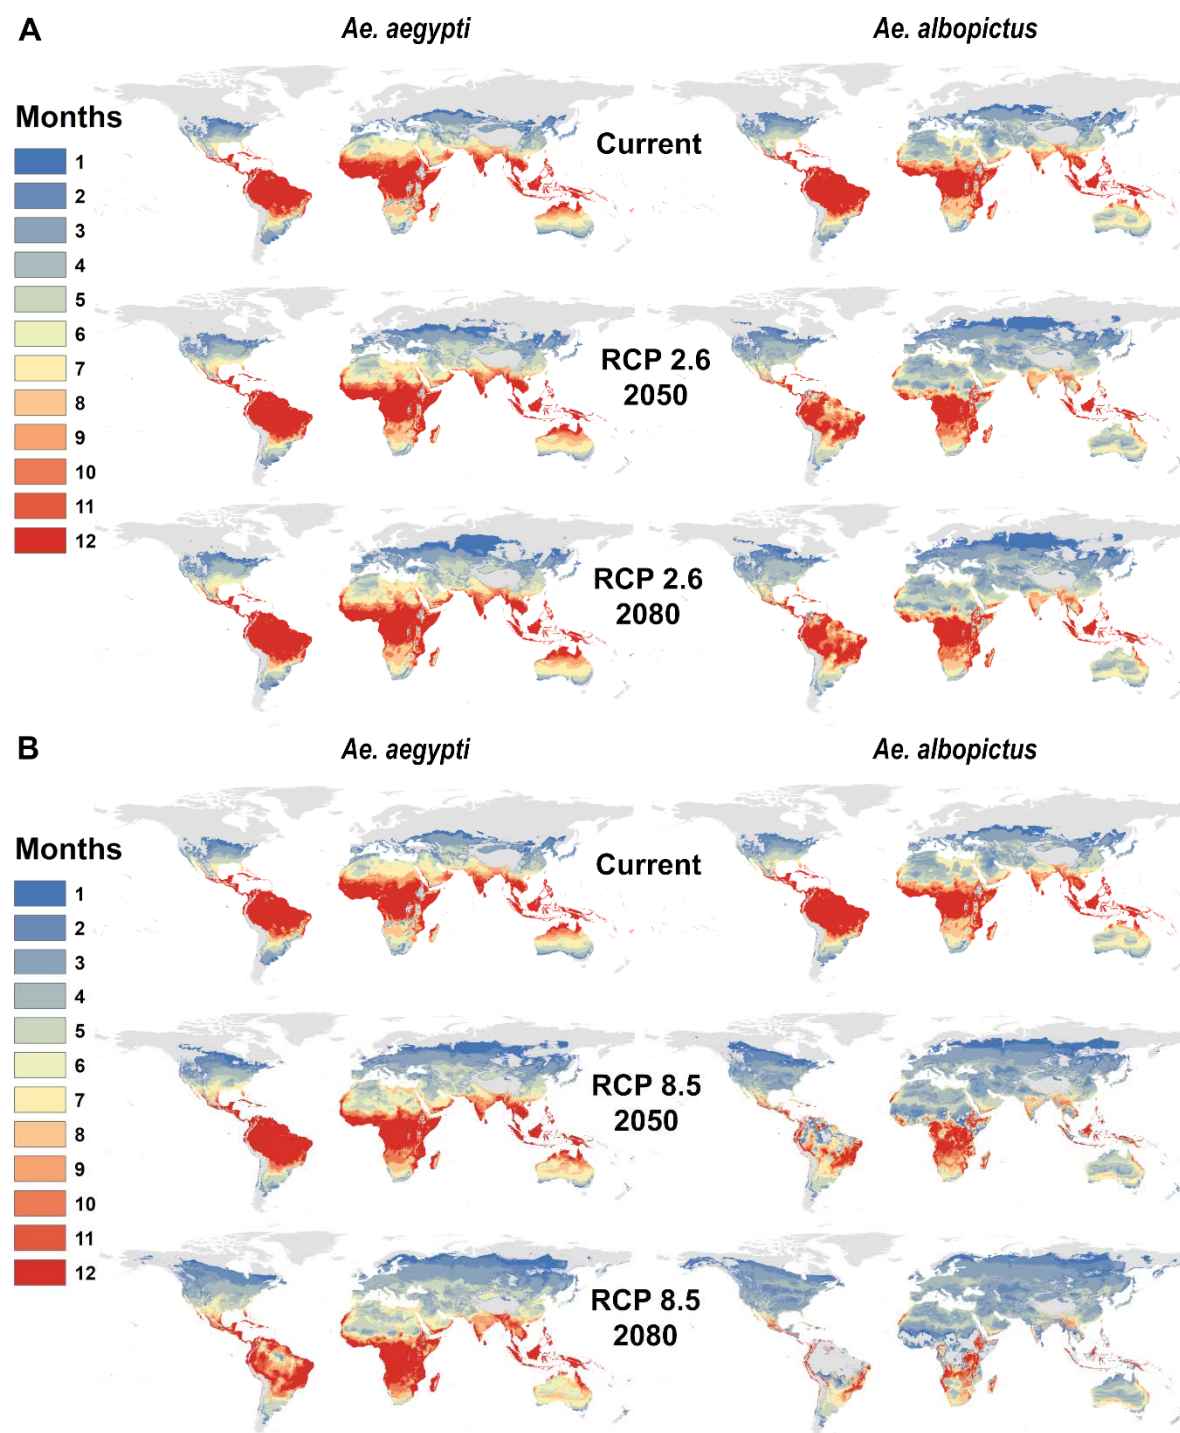 A
Ae. aegypti
Ae. albopictus
Months
1
2
3
4
5
6
7
8
9
10
11
12
Current
RCP 2.6
2050
RCP 2.6
2080
B
Ae. aegypti
Ae. albopictus
Months
1
2
3
4
5
6
7
8
9
10
11
12
Current
RCP 8.5
2050
RCP 8.5
2080